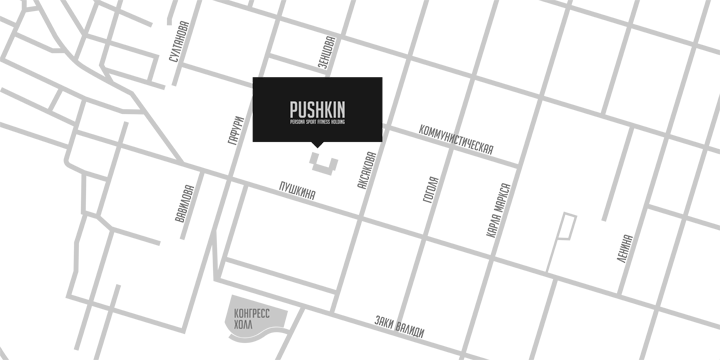 СУЛТАНОВА
ЗЕНЦОВА
PUSHKIN
PERSONA SPORT FITNESS HOLDING
ГАФУРИ
КОММУНИСТИЧЕСКАЯ
АКСАКОВА
ПУШКИНА
ВАВИЛОВА
ГОГОЛЯ
КАРЛА МАРКСА
ЛЕНИНА
КОНГРЕСС
ХОЛЛ
ЗАКИ ВАЛИДИ